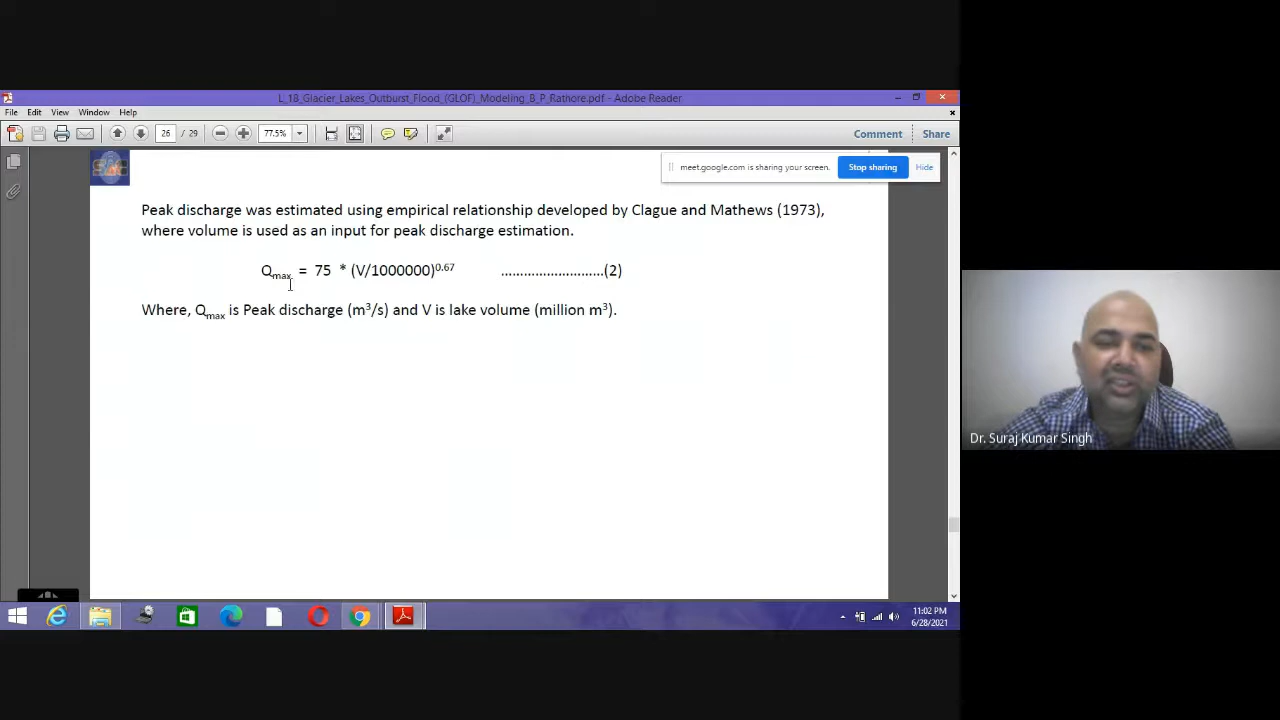 L_18_Glacier_Lakes_Outburst_Flood_(GLOF)_Modeling_B_P_Rathore.pdf - Adobe Reader
File Edit View Window Help
26 / 29 77.5% Comment Share
meet.google.com is sharing your screen. Stop sharing Hide
Peak discharge was estimated using empirical relationship developed by Clague and Mathews (1973),
where volume is used as an input for peak discharge estimation.
Qmax = 75 * (V/1000000)^0.67 ..........................(2)
Where, Qmax is Peak discharge (m³/s) and V is lake volume (million m³).
Dr. Suraj Kumar Singh
11:02 PM
6/28/2021